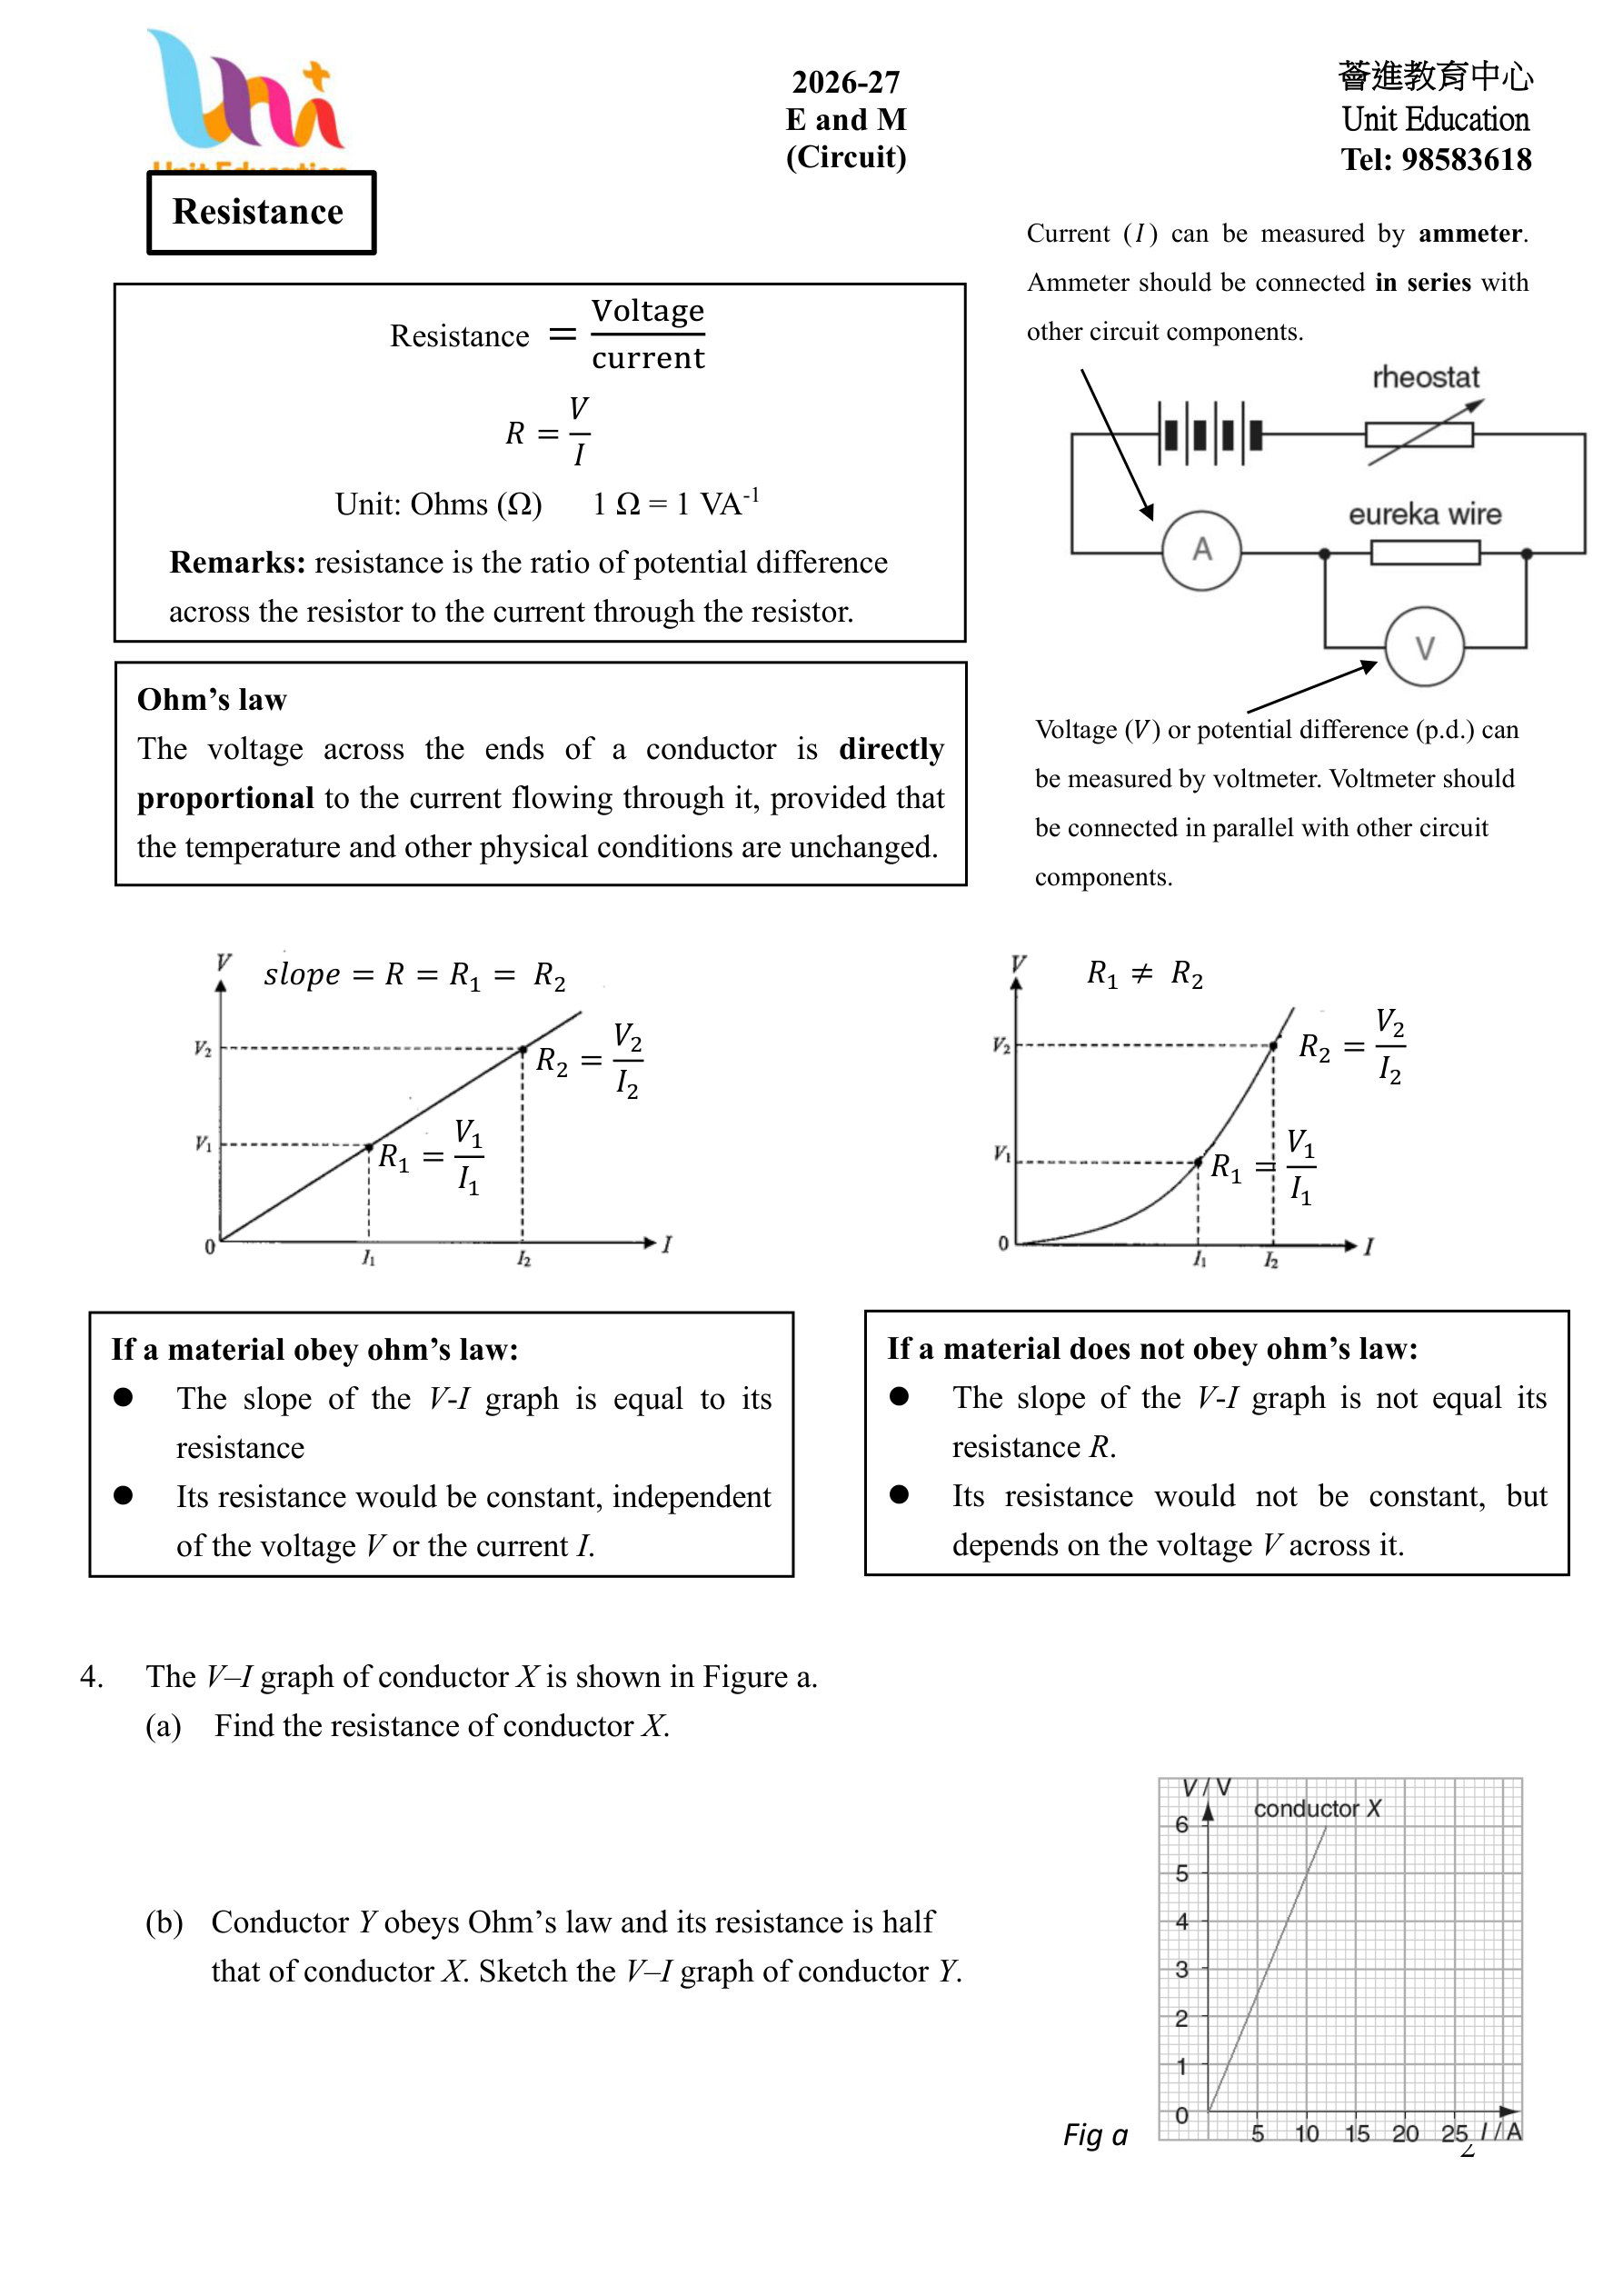 2026-27
E and M
(Circuit)
薈進教育中心
Unit Education
Tel: 98583618
Unit Education
Resistance
Current (I) can be measured by ammeter.
Ammeter should be connected in series with
other circuit components.
Resistance = Voltage / current
R = V / I
Unit: Ohms (Ω) 1 Ω = 1 VA⁻¹
Remarks: resistance is the ratio of potential difference
across the resistor to the current through the resistor.
rheostat
A
eureka wire
V
Ohm’s law
The voltage across the ends of a conductor is directly
proportional to the current flowing through it, provided that
the temperature and other physical conditions are unchanged.
Voltage (V) or potential difference (p.d.) can
be measured by voltmeter. Voltmeter should
be connected in parallel with other circuit
components.
V
slope = R = R₁ = R₂
V₂
R₂ = V₂ / I₂
V₁
R₁ = V₁ / I₁
0
I₁
I₂
I
V
R₁ ≠ R₂
V₂
R₂ = V₂ / I₂
V₁
R₁ = V₁ / I₁
0
I₁
I₂
I
If a material obey ohm’s law:
● The slope of the V-I graph is equal to its
resistance
● Its resistance would be constant, independent
of the voltage V or the current I.
If a material does not obey ohm’s law:
● The slope of the V-I graph is not equal its
resistance R.
● Its resistance would not be constant, but
depends on the voltage V across it.
4. The V–I graph of conductor X is shown in Figure a.
(a) Find the resistance of conductor X.
(b) Conductor Y obeys Ohm’s law and its resistance is half
that of conductor X. Sketch the V–I graph of conductor Y.
V / V
conductor X
6
5
4
3
2
1
0
5 10 15 20 25 I / A
Fig a
2